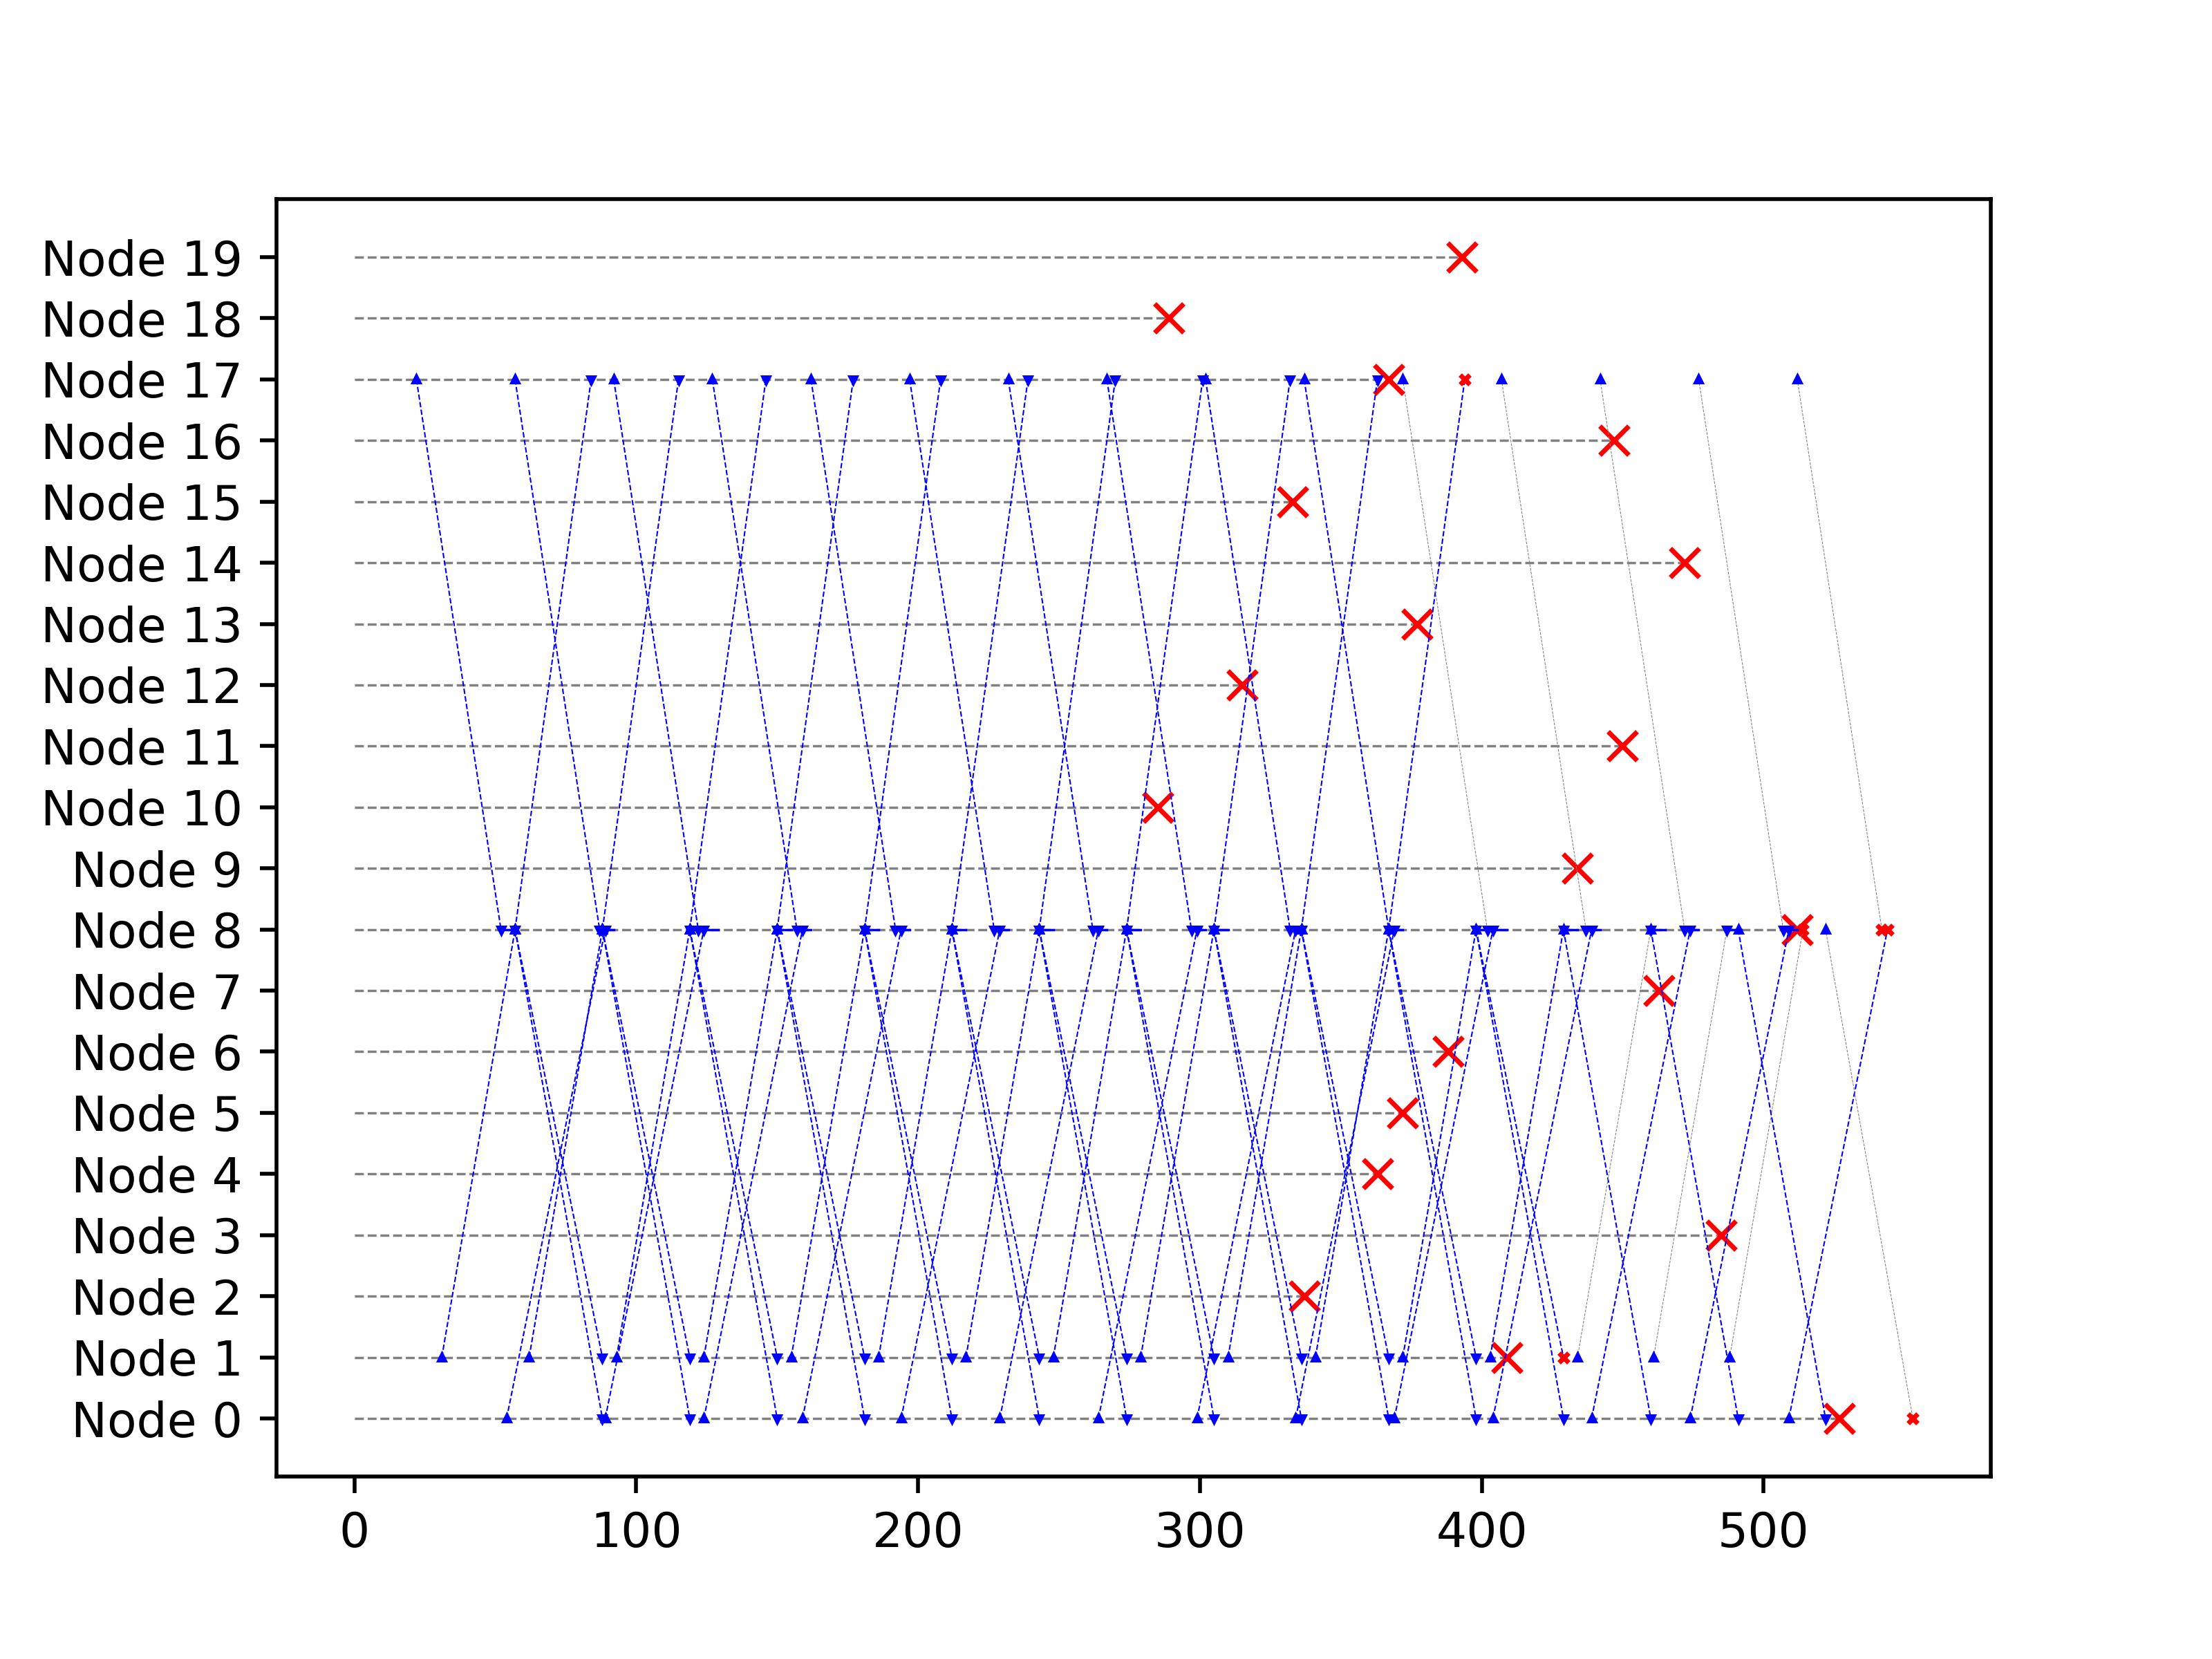 Node 19
Node 18
Node 17
Node 16
Node 15
Node 14
Node 13
Node 12
Node 11
Node 10
Node 9
Node 8
Node 7
Node 6
Node 5
Node 4
Node 3
Node 2
Node 1
Node 0
0 100 200 300 400 500